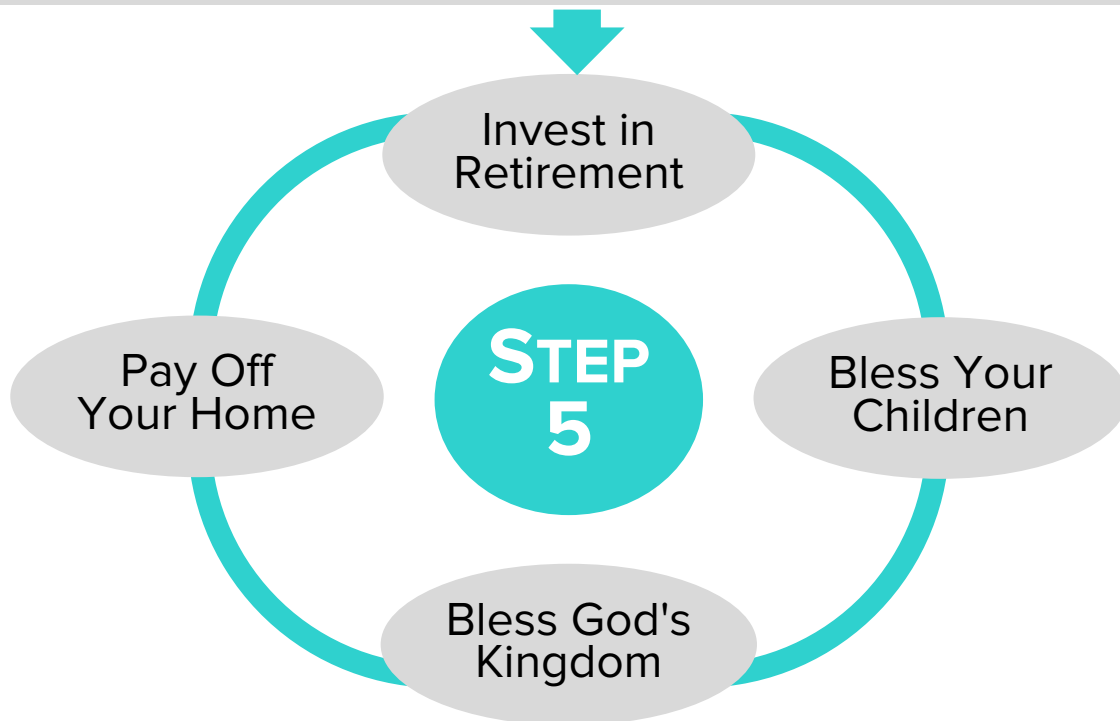 Invest in
Retirement
Pay Off
Your Home
STEP
5
Bless Your
Children
Bless God's
Kingdom